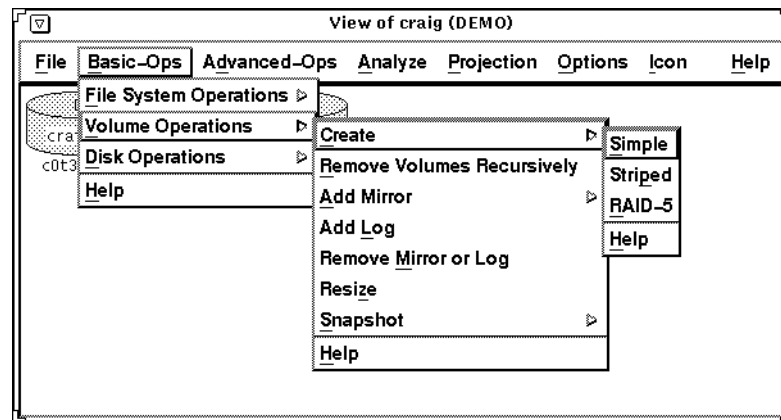 View of craig (DEMO)
File Basic-Ops Advanced-Ops Analyze Projection Options Icon Help
File System Operations
Volume Operations
Disk Operations
Help
cra
c0t3
Create
Remove Volumes Recursively
Add Mirror
Add Log
Remove Mirror or Log
Resize
Snapshot
Help
Simple
Striped
RAID-5
Help